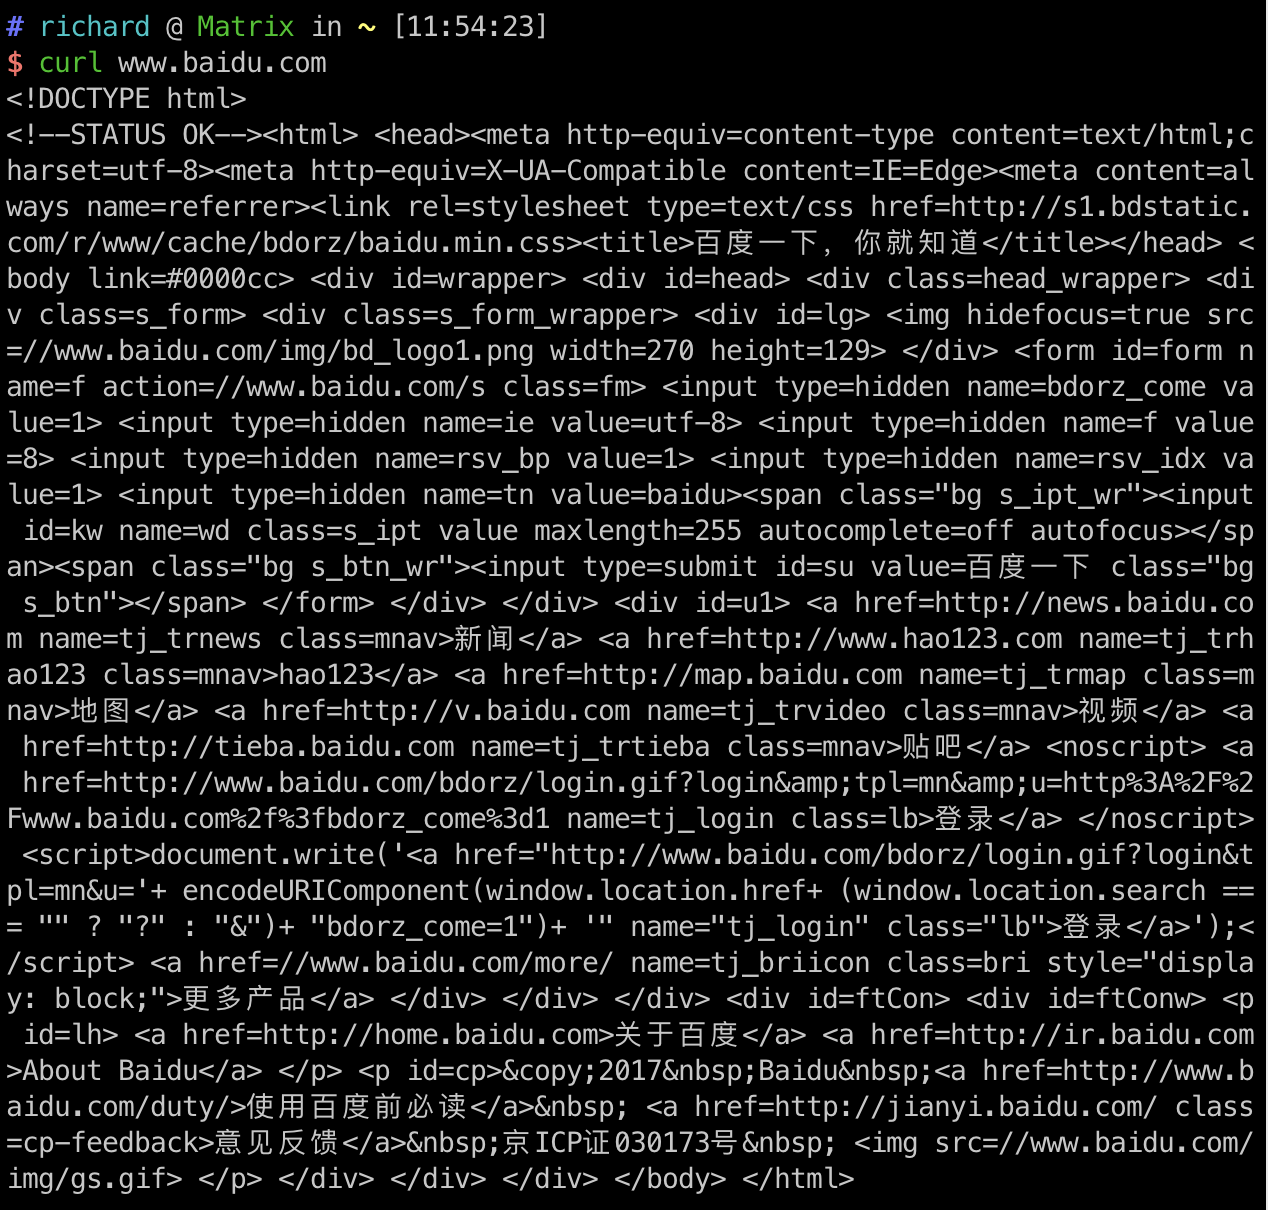 # richard @ Matrix in ~ [11:54:23]
$ curl www.baidu.com
<!DOCTYPE html>
<!--STATUS OK--><html> <head><meta http-equiv=content-type content=text/html;c
harset=utf-8><meta http-equiv=X-UA-Compatible content=IE=Edge><meta content=al
ways name=referrer><link rel=stylesheet type=text/css href=http://s1.bdstatic.
com/r/www/cache/bdorz/baidu.min.css><title>百度一下，你就知道</title></head> <
body link=#0000cc> <div id=wrapper> <div id=head> <div class=head_wrapper> <di
v class=s_form> <div class=s_form_wrapper> <div id=lg> <img hidefocus=true src
=//www.baidu.com/img/bd_logo1.png width=270 height=129> </div> <form id=form n
ame=f action=//www.baidu.com/s class=fm> <input type=hidden name=bdorz_come va
lue=1> <input type=hidden name=ie value=utf-8> <input type=hidden name=f value
=8> <input type=hidden name=rsv_bp value=1> <input type=hidden name=rsv_idx va
lue=1> <input type=hidden name=tn value=baidu><span class="bg s_ipt_wr"><input
 id=kw name=wd class=s_ipt value maxlength=255 autocomplete=off autofocus></sp
an><span class="bg s_btn_wr"><input type=submit id=su value=百度一下 class="bg
 s_btn"></span> </form> </div> </div> <div id=u1> <a href=http://news.baidu.co
m name=tj_trnews class=mnav>新闻</a> <a href=http://www.hao123.com name=tj_trh
ao123 class=mnav>hao123</a> <a href=http://map.baidu.com name=tj_trmap class=m
nav>地图</a> <a href=http://v.baidu.com name=tj_trvideo class=mnav>视频</a> <a
 href=http://tieba.baidu.com name=tj_trtieba class=mnav>贴吧</a> <noscript> <a
 href=http://www.baidu.com/bdorz/login.gif?login&amp;tpl=mn&amp;u=http%3A%2F%2
Fwww.baidu.com%2f%3fbdorz_come%3d1 name=tj_login class=lb>登录</a> </noscript>
 <script>document.write('<a href="http://www.baidu.com/bdorz/login.gif?login&t
pl=mn&u='+ encodeURIComponent(window.location.href+ (window.location.search ==
= "" ? "?" : "&")+ "bdorz_come=1")+ '" name="tj_login" class="lb">登录</a>');<
/script> <a href=//www.baidu.com/more/ name=tj_briicon class=bri style="displa
y: block;">更多产品</a> </div> </div> </div> <div id=ftCon> <div id=ftConw> <p
 id=lh> <a href=http://home.baidu.com>关于百度</a> <a href=http://ir.baidu.com
>About Baidu</a> </p> <p id=cp>&copy;2017&nbsp;Baidu&nbsp;<a href=http://www.b
aidu.com/duty/>使用百度前必读</a>&nbsp; <a href=http://jianyi.baidu.com/ class
=cp-feedback>意见反馈</a>&nbsp;京ICP证030173号&nbsp; <img src=//www.baidu.com/
img/gs.gif> </p> </div> </div> </div> </body> </html>